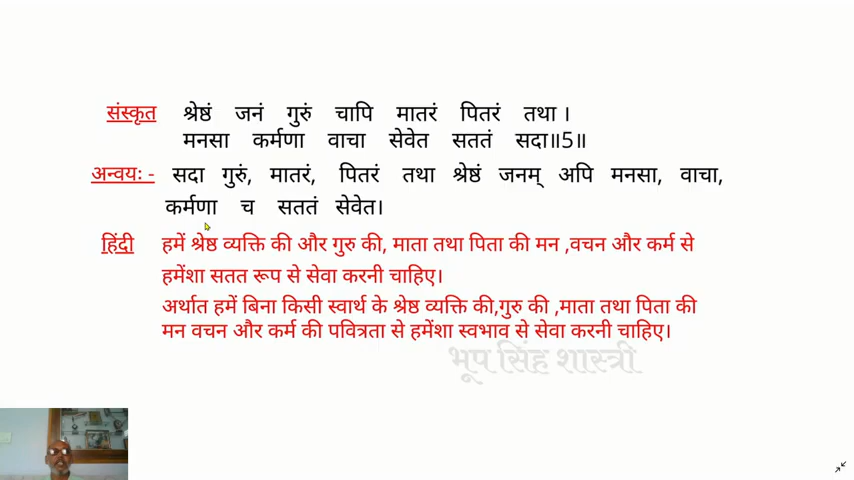 संस्कृत श्रेष्ठं जनं गुरुं चापि मातरं पितरं तथा ।
मनसा कर्मणा वाचा सेवेत सततं सदा॥5॥
अन्वयः - सदा गुरुं, मातरं, पितरं तथा श्रेष्ठं जनम् अपि मनसा, वाचा,
कर्मणा च सततं सेवेत।
हिंदी हमें श्रेष्ठ व्यक्ति की और गुरु की, माता तथा पिता की मन ,वचन और कर्म से
हमेंशा सतत रूप से सेवा करनी चाहिए।
अर्थात हमें बिना किसी स्वार्थ के श्रेष्ठ व्यक्ति की,गुरु की ,माता तथा पिता की
मन वचन और कर्म की पवित्रता से हमेंशा स्वभाव से सेवा करनी चाहिए।
भूप सिंह शास्त्री